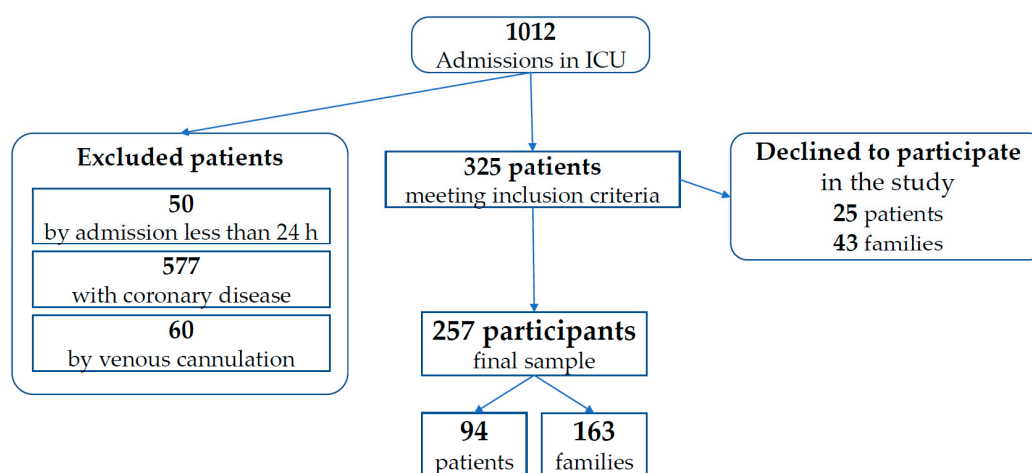 1012
Admissions in ICU
Excluded patients
50
by admission less than 24 h
577
with coronary disease
60
by venous cannulation
325 patients
meeting inclusion criteria
Declined to participate
in the study
25 patients
43 families
257 participants
final sample
94
patients
163
families